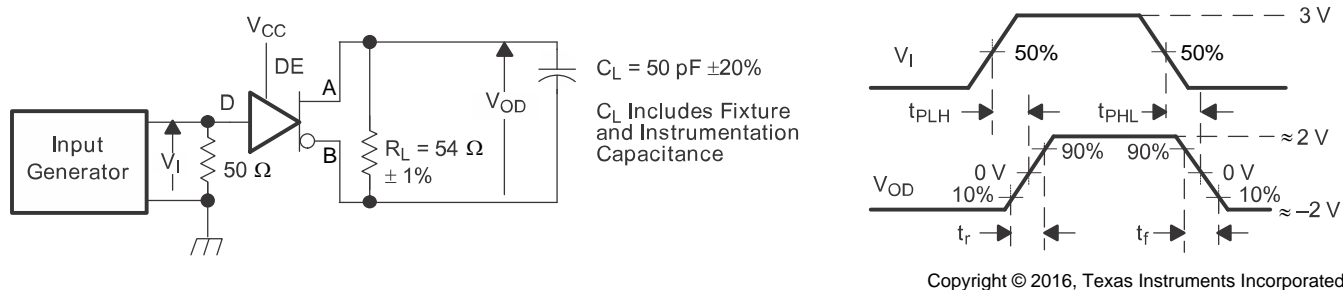 V_CC
DE
D
A
B
Input
Generator
V_I
50 Ω
R_L = 54 Ω
± 1%
V_OD
C_L = 50 pF ±20%
C_L Includes Fixture
and Instrumentation
Capacitance
3 V
V_I
50%
50%
t_PLH
t_PHL
≈ 2 V
90%
90%
0 V
0 V
V_OD
10%
10%
≈ –2 V
t_r
t_f
Copyright © 2016, Texas Instruments Incorporated